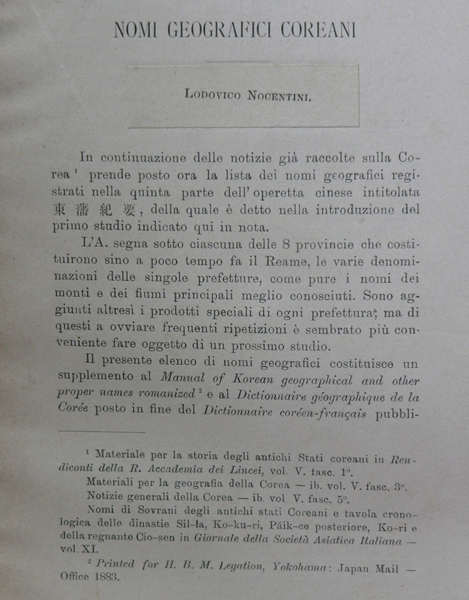 NOMI GEOGRAFICI COREANI
LODOVICO NOCENTINI.
In continuazione delle notizie già raccolte sulla Co-
rea ¹ prende posto ora la lista dei nomi geografici regi-
strati nella quinta parte dell' operetta cinese intitolata
東藩紀要, della quale è detto nella introduzione del
primo studio indicato qui in nota.
L'A. segna sotto ciascuna delle 8 provincie che costi-
tuirono sino a poco tempo fa il Reame, le varie denomi-
nazioni delle singole prefetture, come pure i nomi dei
monti e dei fiumi principali meglio conosciuti. Sono ag-
giunti altresì i prodotti speciali di ogni prefettura; ma di
questi a ovviare frequenti ripetizioni è sembrato più con-
veniente fare oggetto di un prossimo studio.
Il presente elenco di nomi geografici costituisce un
supplemento al Manual of Korean geographical and other
proper names romanized ² e al Dictionnaire géographique de la
Corée posto in fine del Dictionnaire coréen-français pubbli-
¹ Materiale per la storia degli antichi Stati coreani in Ren-
diconti della R. Accademia dei Lincei, vol. V. fasc. 1º.
Materiali per la geografia della Corea — ib. vol. V. fasc. 3º.
Notizie generali della Corea — ib. vol. V. fasc. 5º.
Nomi di Sovrani degli antichi stati Coreani e tavola crono-
logica delle dinastie Sil-la, Ko-ku-ri, Päik-ce posteriore, Ko-ri e
della regnante Cio-sen in Giornale della Società Asiatica Italiana —
vol. XI.
² Printed for H. B. M. Legation, Yokohama: Japan Mail —
Office 1883.